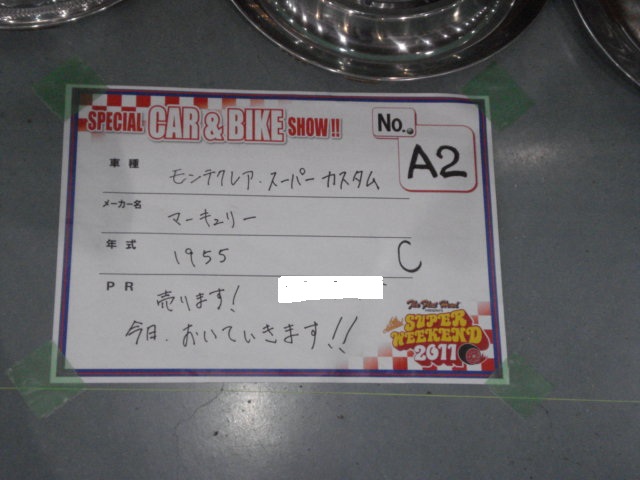 SPECIAL CAR & BIKE SHOW!!
No.
A2
車種 モンテクレア・スーパーカスタム
メーカー名 マーキュリー
年式 1955
C
PR 売ります!
今日、おいていきます!!
SUPER
WEEKEND
2011